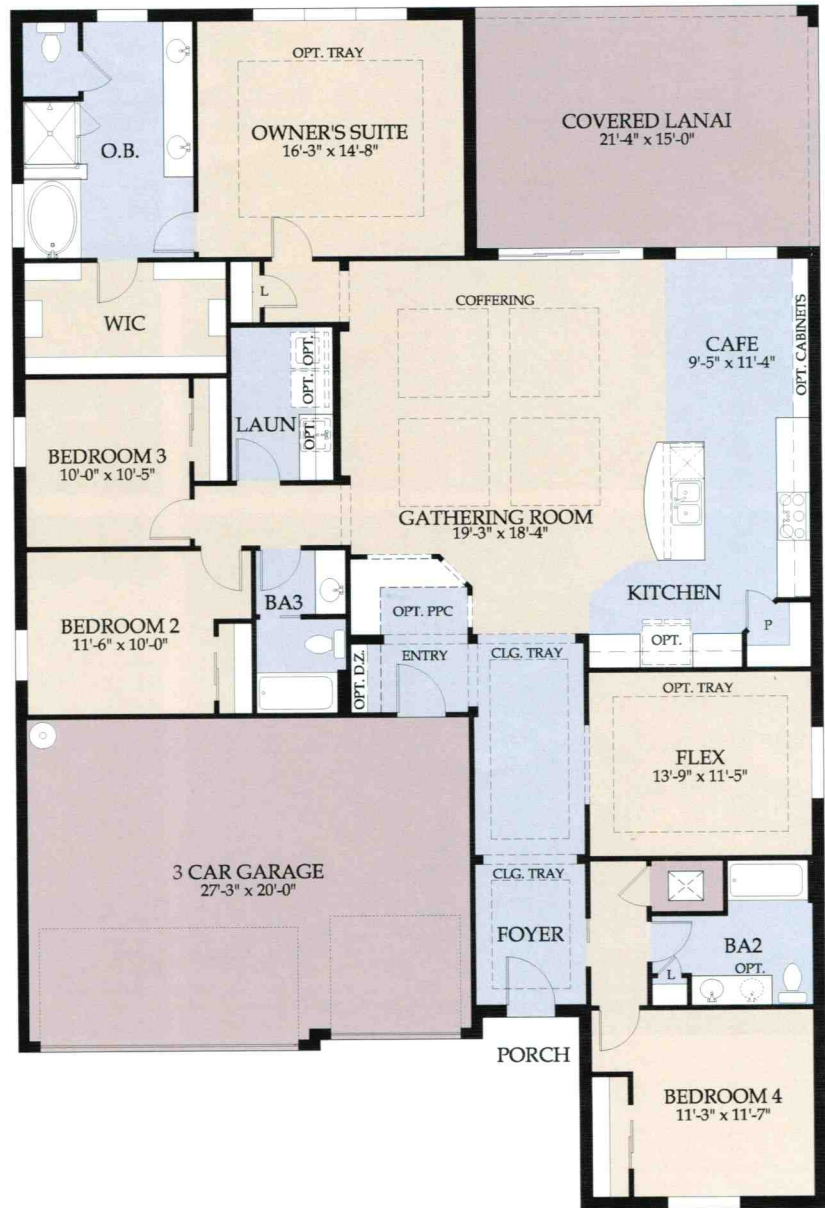 OPT. TRAY
OWNER'S SUITE
16'-3" x 14'-8"
COVERED LANAI
21'-4" x 15'-0"
O.B.
L
WIC
COFFERING
CAFE
9'-5" x 11'-4"
OPT. CABINETS
OPT.
OPT.
OPT.
LAUN
BEDROOM 3
10'-0" x 10'-5"
GATHERING ROOM
19'-3" x 18'-4"
KITCHEN
P
OPT.
BA3
OPT. PPC
BEDROOM 2
11'-6" x 10'-0"
OPT. D.Z.
ENTRY
CLG. TRAY
OPT. TRAY
FLEX
13'-9" x 11'-5"
3 CAR GARAGE
27'-3" x 20'-0"
CLG. TRAY
FOYER
BA2
OPT.
L
PORCH
BEDROOM 4
11'-3" x 11'-7"